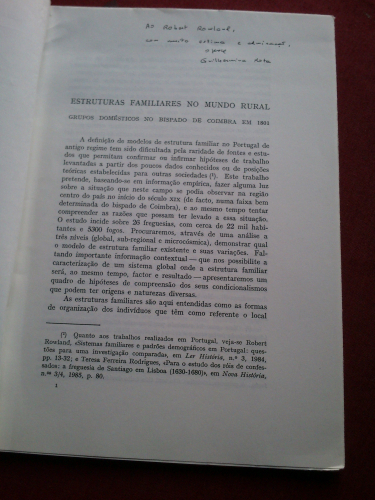 Ao Robert Rowland,
com muito estima e admiração,
oferece
Guilhermina Mota
ESTRUTURAS FAMILIARES NO MUNDO RURAL
GRUPOS DOMÉSTICOS NO BISPADO DE COIMBRA EM 1801
A definição de modelos da estrutura familiar no Portugal de
antigo regime tem sido dificultada pela raridade de fontes e estu-
dos que permitam confirmar ou infirmar hipóteses de trabalho
levantadas a partir dos poucos dados conhecidos ou de posições
teóricas estabelecidas para outras sociedades (¹). Este trabalho
pretende, baseando-se em informação empírica, fazer alguma luz
sobre a situação que neste campo se podia observar na região
centro do país no início do século XIX (de facto, numa faixa bem
determinada do bispado de Coimbra), e ao mesmo tempo tentar
compreender as razões que possam ter levado a essa situação.
O estudo incide sobre 26 freguesias, com cerca de 22 mil habi-
tantes e 5300 fogos. Procuraremos, através de uma análise a
três níveis (global, sub-regional e microcósmica), demonstrar qual
o modelo de estrutura familiar existente e suas variações. Fal-
tando importante informação contextual — que nos possibilite a
caracterização de um sistema global onde a estrutura familiar
será, ao mesmo tempo, factor e resultado — apresentaremos um
quadro de hipóteses de compreensão dos seus condicionalismos
que podem ter origens e naturezas diversas.
As estruturas familiares são aqui entendidas como as formas
de organização dos indivíduos que têm como referente o local
(¹) Quanto aos trabalhos realizados em Portugal, veja-se Robert
Rowland, «Sistemas familiares e padrões demográficos em Portugal: ques-
tões para uma investigação comparada», em Ler História, n.º 3, 1984,
pp. 13-32; e Teresa Ferreira Rodrigues, «Para o estudo dos róis de confes-
sados: a freguesia de Santiago em Lisboa (1630-1680)», em Nova História,
n.os 3/4, 1985, p. 80.
1